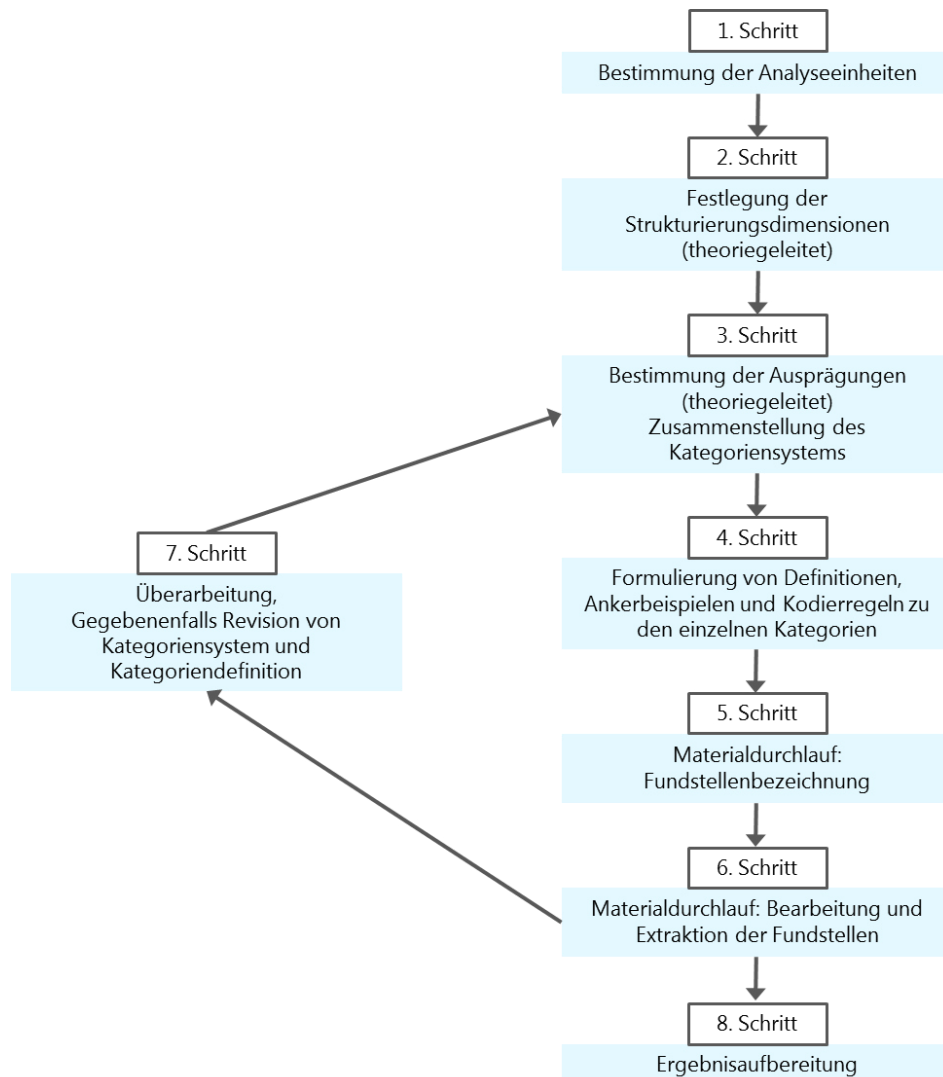 1. Schritt
Bestimmung der Analyseeinheiten
2. Schritt
Festlegung der
Strukturierungsdimensionen
(theoriegeleitet)
3. Schritt
Bestimmung der Ausprägungen
(theoriegeleitet)
Zusammenstellung des
Kategoriensystems
4. Schritt
Formulierung von Definitionen,
Ankerbeispielen und Kodierregeln zu
den einzelnen Kategorien
5. Schritt
Materialdurchlauf:
Fundstellenbezeichnung
6. Schritt
Materialdurchlauf: Bearbeitung und
Extraktion der Fundstellen
7. Schritt
Überarbeitung,
Gegebenenfalls Revision von
Kategoriensystem und
Kategoriendefinition
8. Schritt
Ergebnisaufbereitung